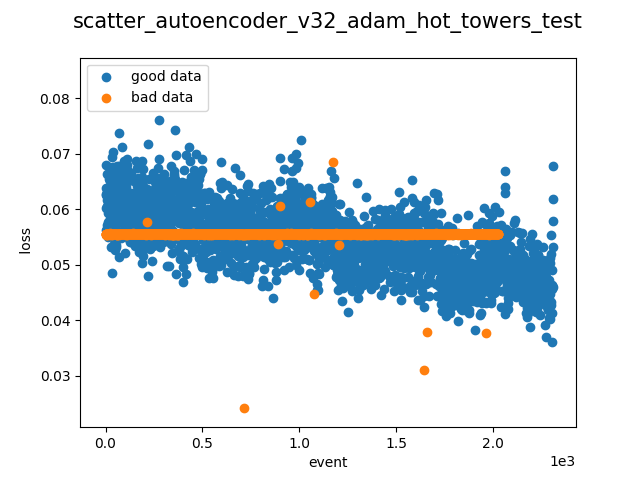 scatter_autoencoder_v32_adam_hot_towers_test
good data
bad data
0.08
0.07
0.06
0.05
0.04
0.03
loss
0.0 0.5 1.0 1.5 2.0
event
1e3